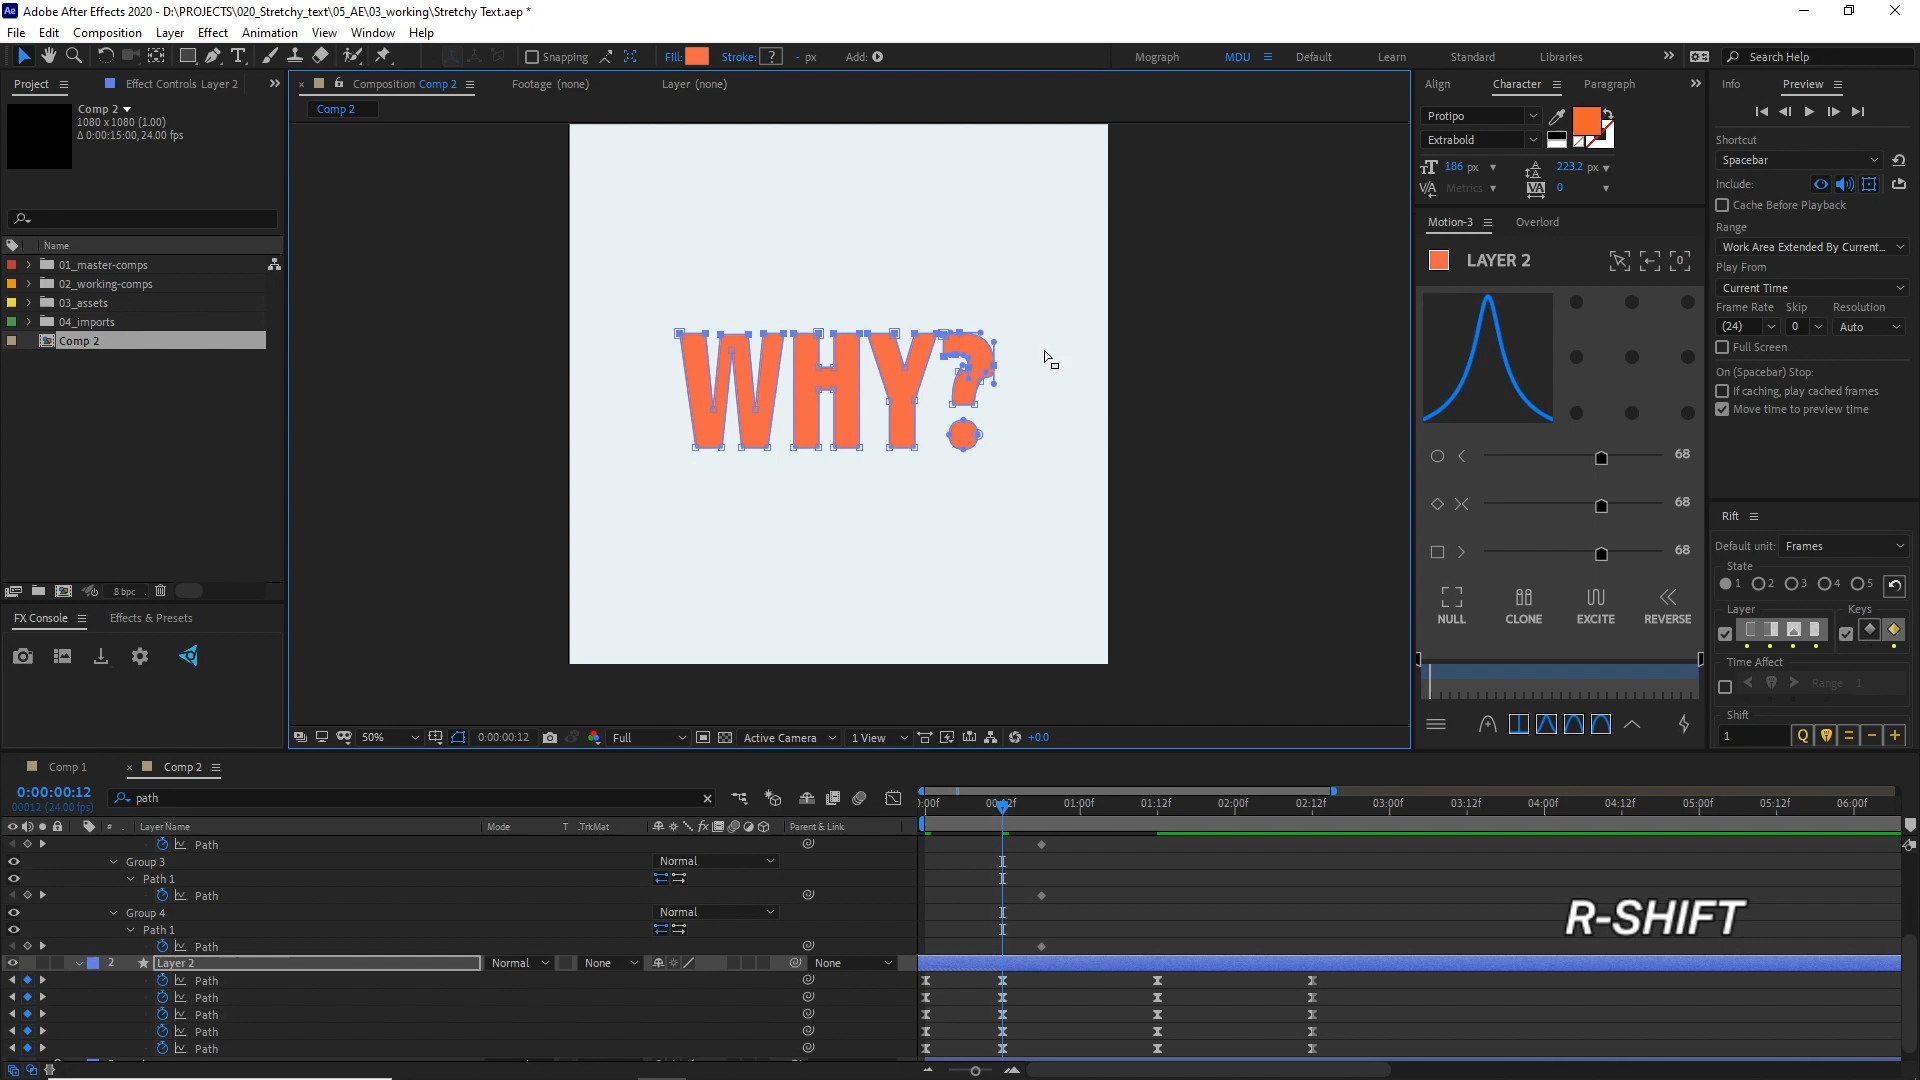 Adobe After Effects 2020 - D:\PROJECTS\020_Stretchy_text\05_AE\03_working\Stretchy Text.aep *
File Edit Composition Layer Effect Animation View Window Help
Snapping Fill: Stroke: ? - px Add: Mograph MDU Default Learn Standard Libraries Search Help
Project Effect Controls Layer 2
Composition Comp 2 Footage (none) Layer (none)
Align Character Paragraph
Info Preview
Comp 2
1080 x 1080 (1.00)
Δ 0:00:15:00, 24.00 fps
Comp 2
Protipo
Extrabold
186 px 223.2 px
Metrics 0
Motion-3 Overlord
LAYER 2
Shortcut
Spacebar
Include:
Cache Before Playback
Range
Work Area Extended By Current...
Play From
Current Time
Frame Rate Skip Resolution
(24) 0 Auto
Full Screen
On (Spacebar) Stop:
If caching, play cached frames
Move time to preview time
Name
01_master-comps
02_working-comps
03_assets
04_imports
Comp 2
WHY?
68
68
68
NULL CLONE EXCITE REVERSE
Rift
Default unit: Frames
State
1 2 3 4 5
Layer Keys
Time Affect
Range 1
Shift
1 Q = - +
8 bpc
FX Console Effects & Presets
50% 0:00:00:12 Full Active Camera 1 View +0.0
Comp 1 Comp 2
0:00:00:12
00012 (24.00 fps)
path
):00f 00:12f 01:00f 01:12f 02:00f 02:12f 03:00f 03:12f 04:00f 04:12f 05:00f 05:12f 06:00f
# Layer Name Mode T .TrkMat Parent & Link
Path
Group 3 Normal
Path 1
Path
Group 4 Normal
Path 1
Path
2 Layer 2 Normal None None
Path
Path
Path
Path
Path
R-SHIFT